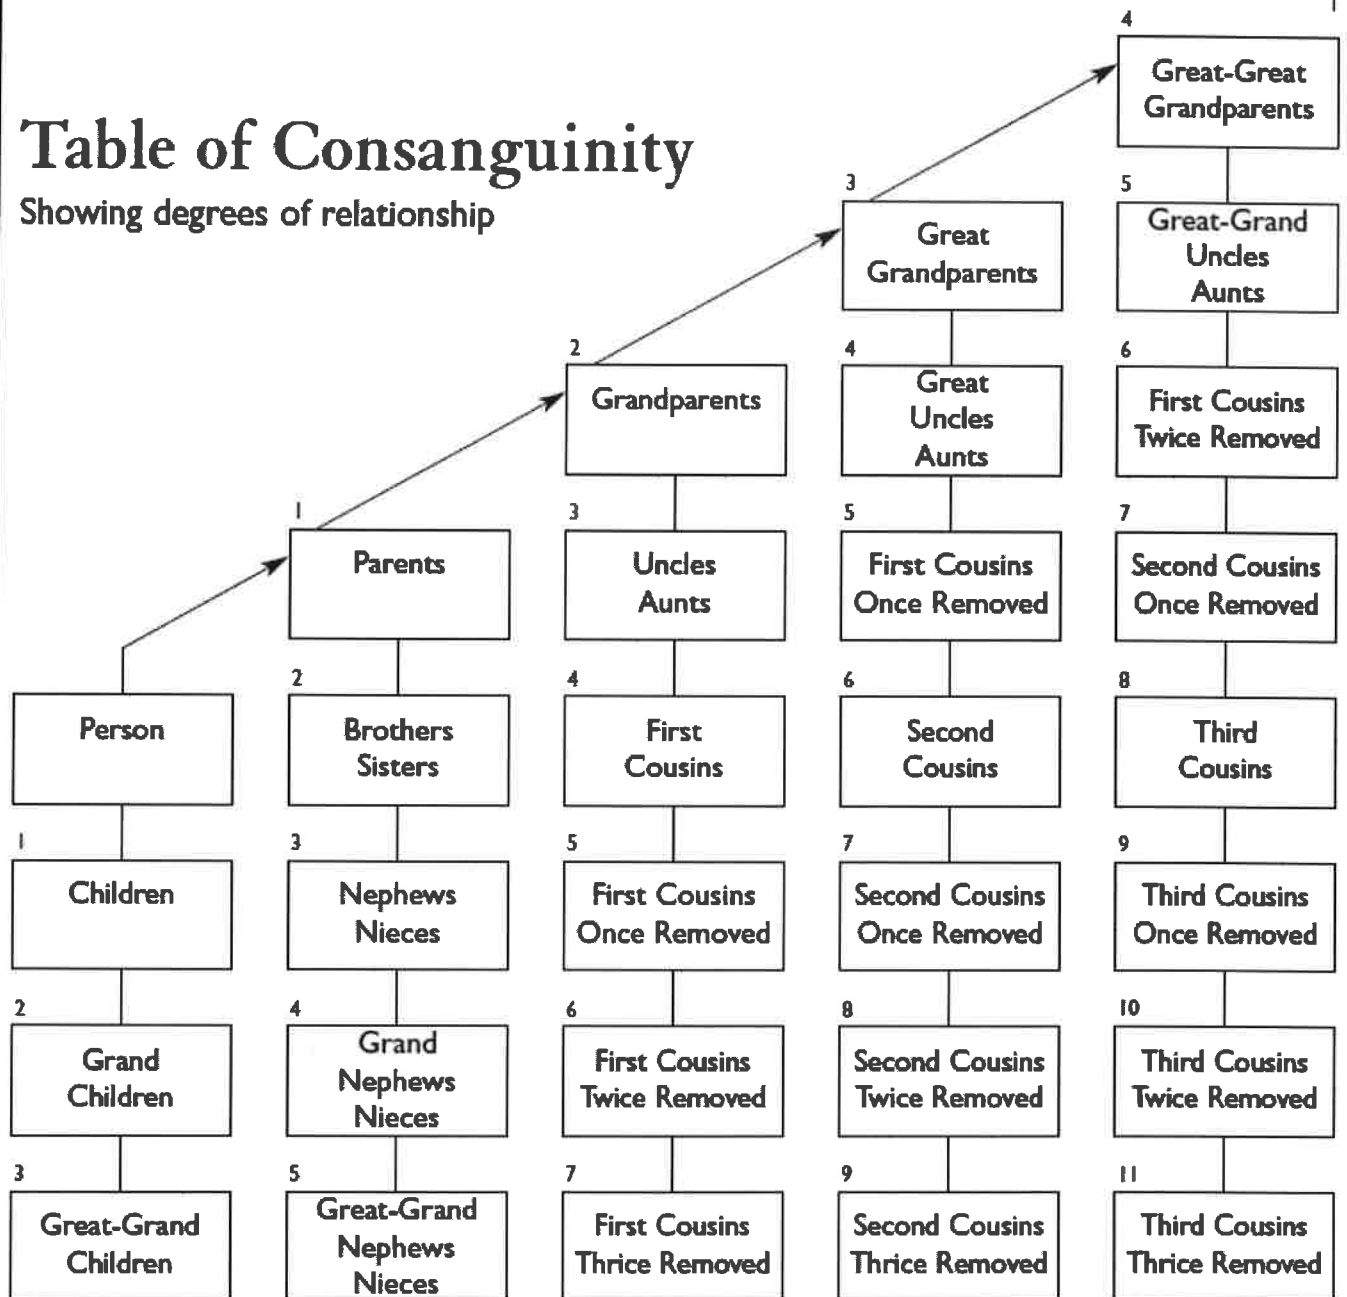 Table of Consanguinity
Showing degrees of relationship
4
Great-Great
Grandparents
3
Great
Grandparents
5
Great-Grand
Uncles
Aunts
2
Grandparents
4
Great
Uncles
Aunts
6
First Cousins
Twice Removed
1
Parents
3
Uncles
Aunts
5
First Cousins
Once Removed
7
Second Cousins
Once Removed
Person
2
Brothers
Sisters
4
First
Cousins
6
Second
Cousins
8
Third
Cousins
1
Children
3
Nephews
Nieces
5
First Cousins
Once Removed
7
Second Cousins
Once Removed
9
Third Cousins
Once Removed
2
Grand
Children
4
Grand
Nephews
Nieces
6
First Cousins
Twice Removed
8
Second Cousins
Twice Removed
10
Third Cousins
Twice Removed
3
Great-Grand
Children
5
Great-Grand
Nephews
Nieces
7
First Cousins
Thrice Removed
9
Second Cousins
Thrice Removed
11
Third Cousins
Thrice Removed